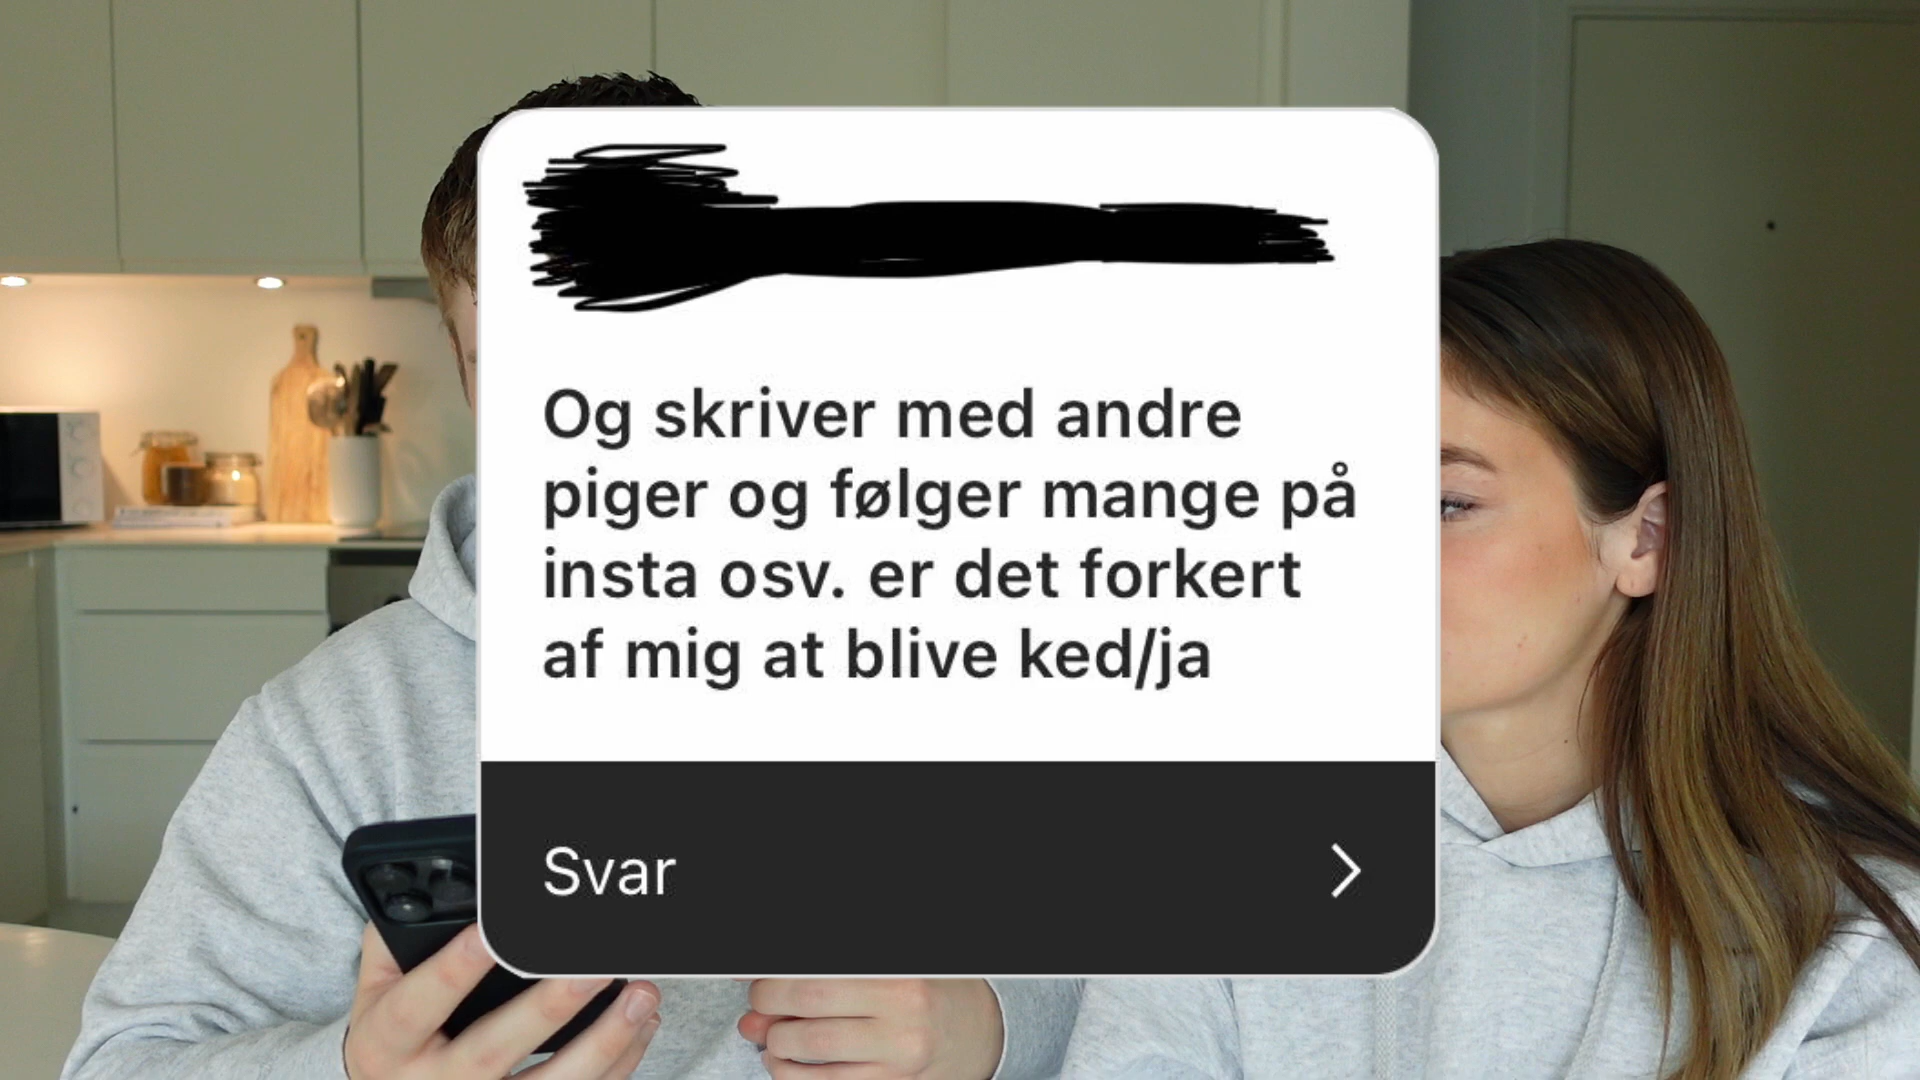 Og skriver med andre
piger og følger mange på
insta osv. er det forkert
af mig at blive ked/ja
Svar